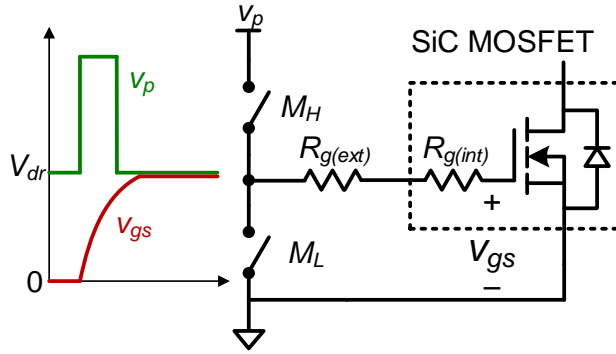 v_p
SiC MOSFET
v_p
M_H
R_g(ext)
R_g(int)
V_dr
+
v_gs
M_L
v_gs
0
−